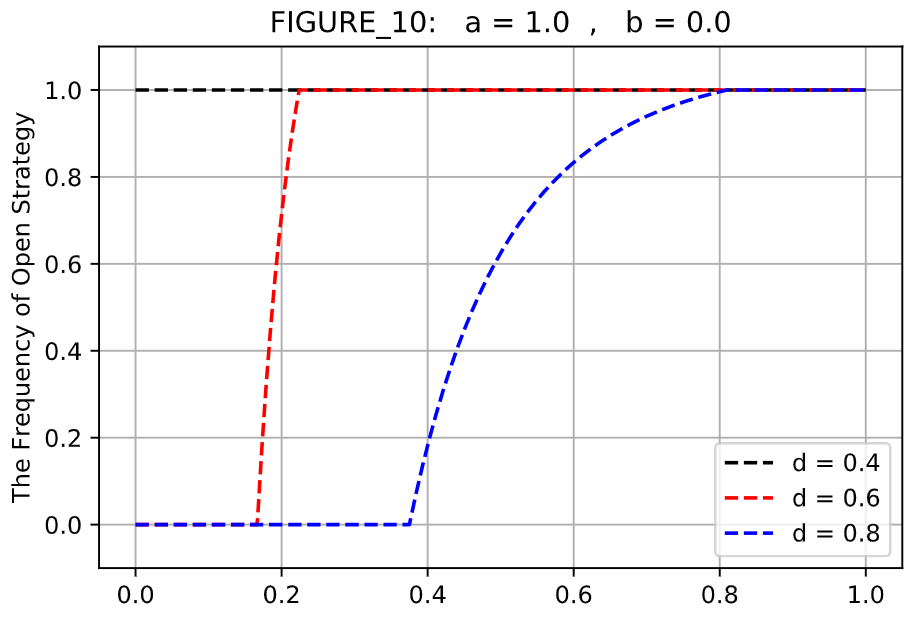 FIGURE_10:   a = 1.0  ,   b = 0.0
The Frequency of Open Strategy
1.0
0.8
0.6
0.4
0.2
0.0
d = 0.4
d = 0.6
d = 0.8
0.0 0.2 0.4 0.6 0.8 1.0